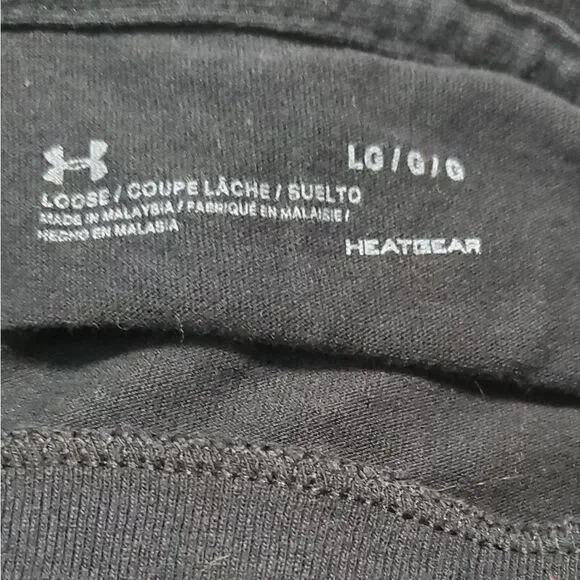 LG / G / G
LOOSE / COUPE LÂCHE / SUELTO
MADE IN MALAYSIA / FABRIQUÉ EN MALAISIE /
HECHO EN MALASIA
HEATGEAR